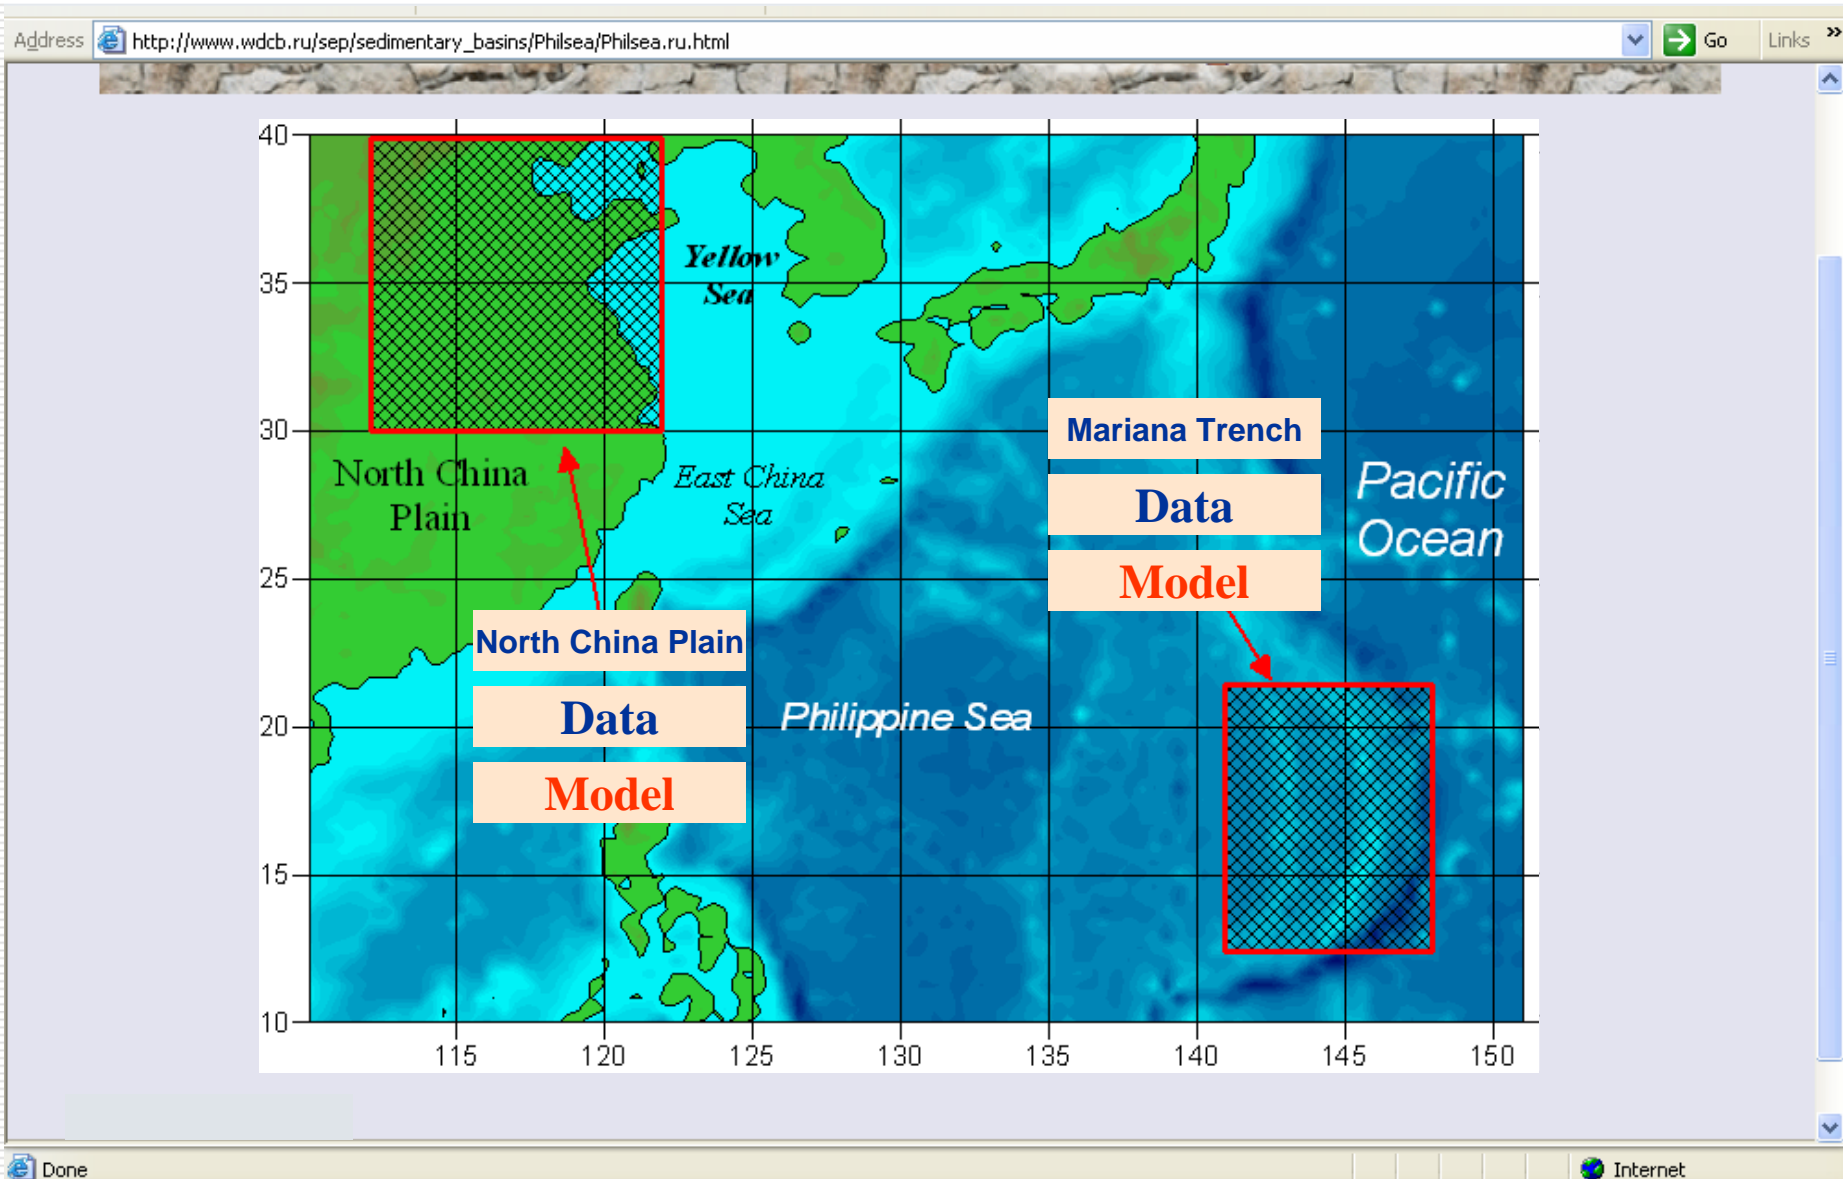 Address http://www.wdcb.ru/sep/sedimentary_basins/Philsea/Philsea.ru.html Go Links »
40
35
30
25
20
15
10
Yellow
Sea
North China
Plain
East China
Sea
Mariana Trench
Data
Model
Pacific
Ocean
North China Plain
Data
Model
Philippine Sea
115 120 125 130 135 140 145 150
Done Internet